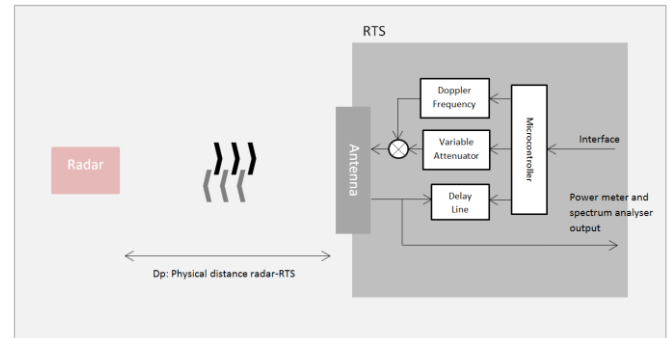 RTS
Doppler
Frequency
Radar
Antenna
Variable
Attenuator
Microcontroller
Interface
Delay
Line
Power meter and
spectrum analyser
output
Dp: Physical distance radar-RTS